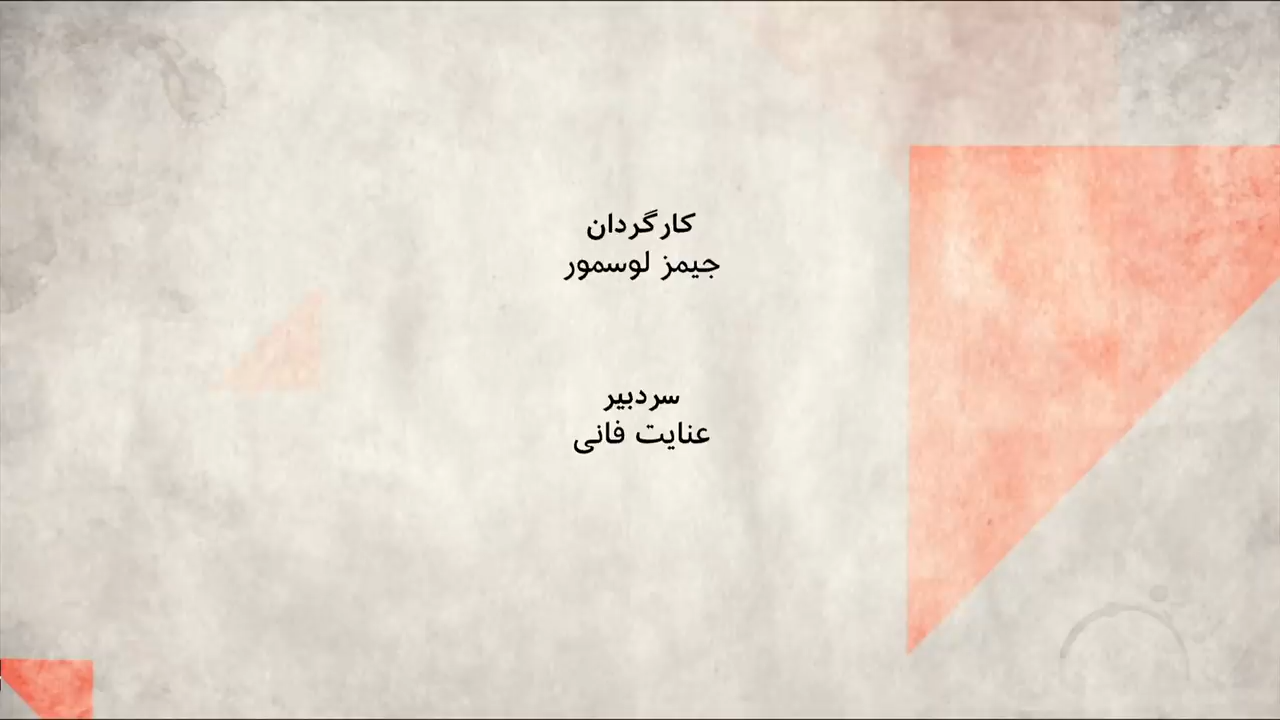 کارگردان
جیمز لوسمور
سردبیر
عنایت فانی